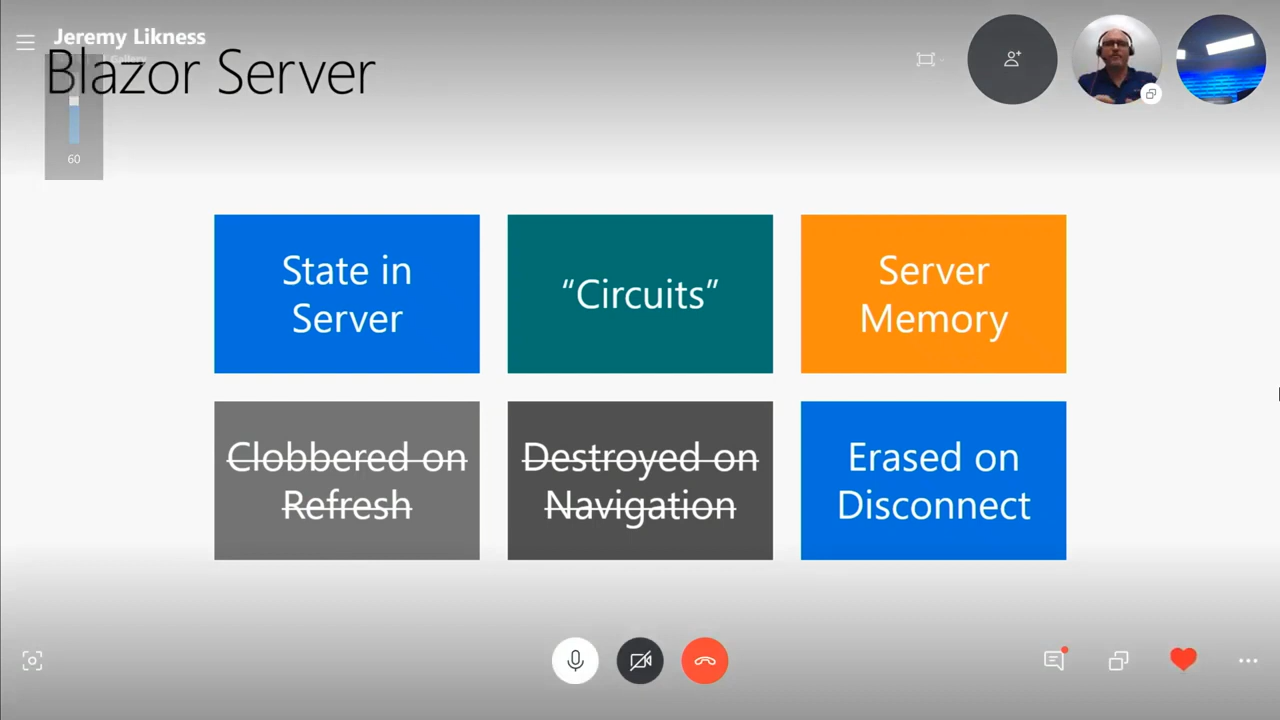 Jeremy Likness
Gallery
Blazor Server
60
State in
Server
“Circuits”
Server
Memory
Clobbered on
Refresh
Destroyed on
Navigation
Erased on
Disconnect